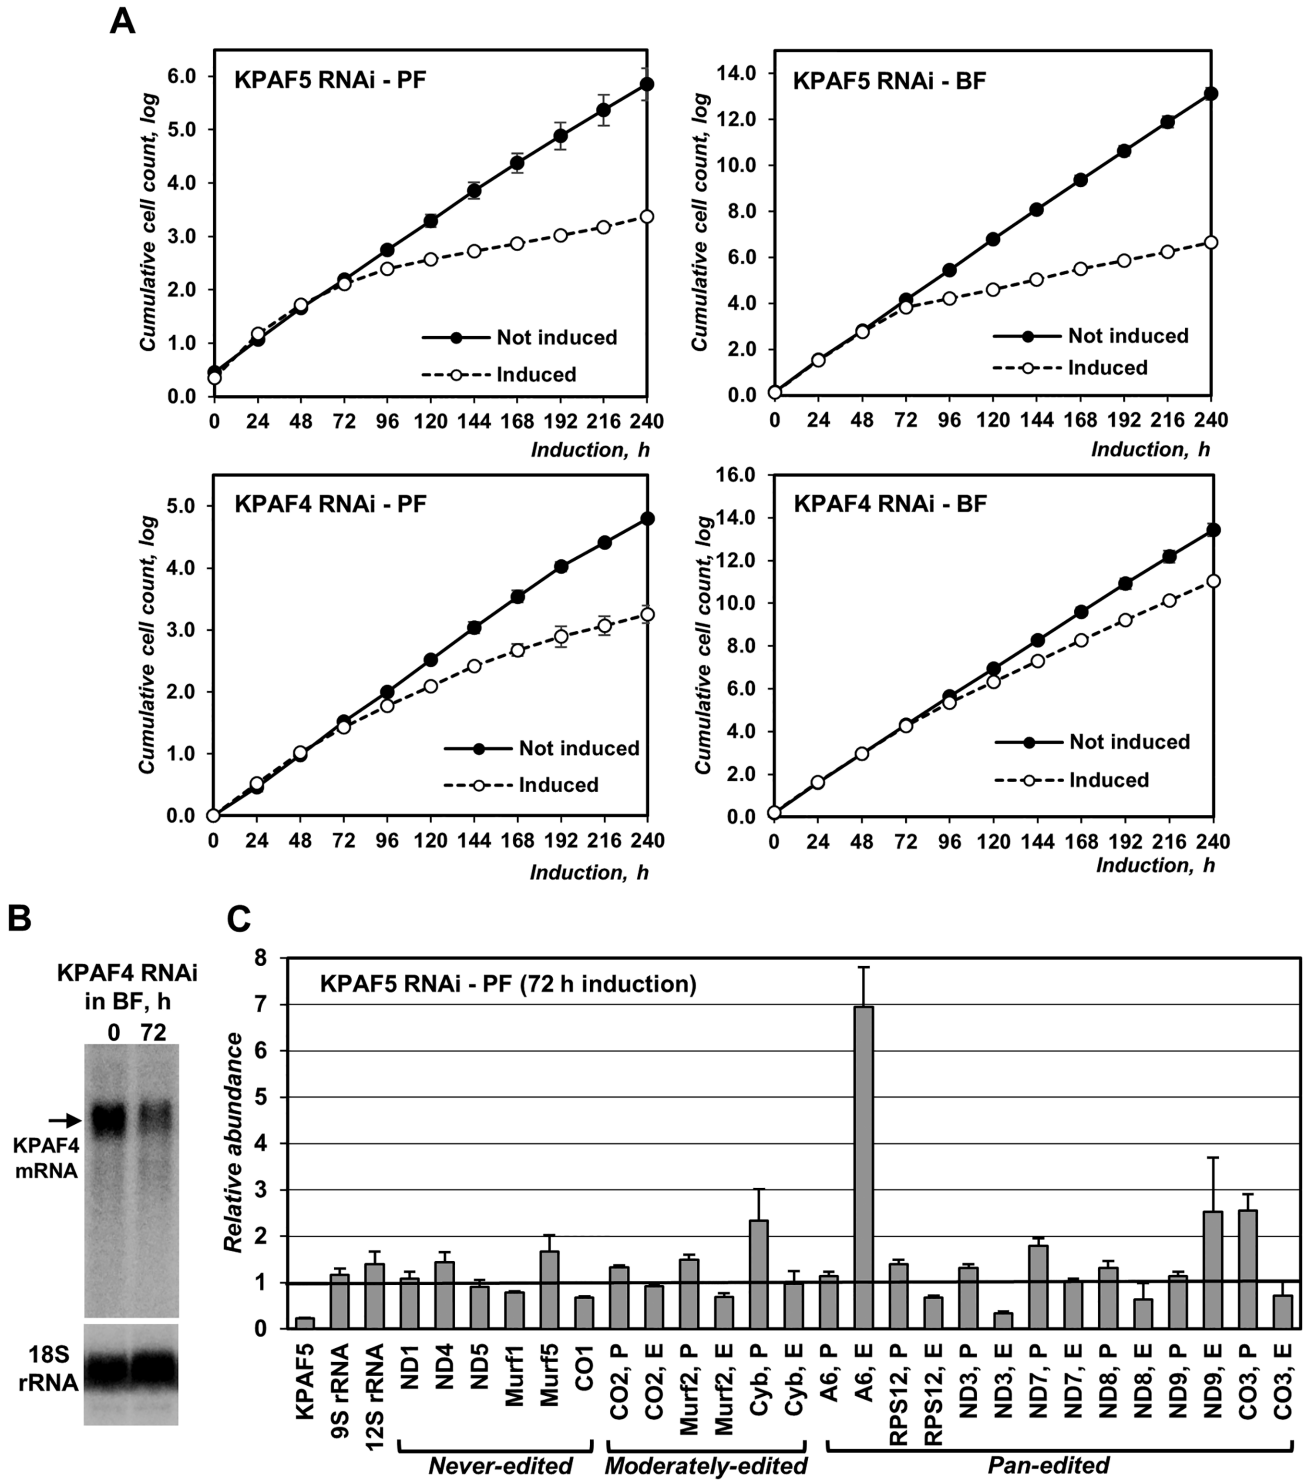 A
KPAF5 RNAi - PF
Cumulative cell count, log
6.0
5.0
4.0
3.0
2.0
1.0
0.0
Not induced
Induced
0 24 48 72 96 120 144 168 192 216 240
Induction, h
KPAF5 RNAi - BF
Cumulative cell count, log
14.0
12.0
10.0
8.0
6.0
4.0
2.0
0.0
Not induced
Induced
0 24 48 72 96 120 144 168 192 216 240
Induction, h
KPAF4 RNAi - PF
Cumulative cell count, log
5.0
4.0
3.0
2.0
1.0
0.0
Not induced
Induced
0 24 48 72 96 120 144 168 192 216 240
Induction, h
KPAF4 RNAi - BF
Cumulative cell count, log
16.0
14.0
12.0
10.0
8.0
6.0
4.0
2.0
0.0
Not induced
Induced
0 24 48 72 96 120 144 168 192 216 240
Induction, h
B
KPAF4 RNAi
in BF, h
0 72
KPAF4
mRNA
18S
rRNA
C
KPAF5 RNAi - PF (72 h induction)
Relative abundance
8
7
6
5
4
3
2
1
0
KPAF5
9S rRNA
12S rRNA
ND1
ND4
ND5
Murf1
Murf5
CO1
CO2, P
CO2, E
Murf2, P
Murf2, E
Cyb, P
Cyb, E
A6, P
A6, E
RPS12, P
RPS12, E
ND3, P
ND3, E
ND7, P
ND7, E
ND8, P
ND8, E
ND9, P
ND9, E
CO3, P
CO3, E
Never-edited
Moderately-edited
Pan-edited